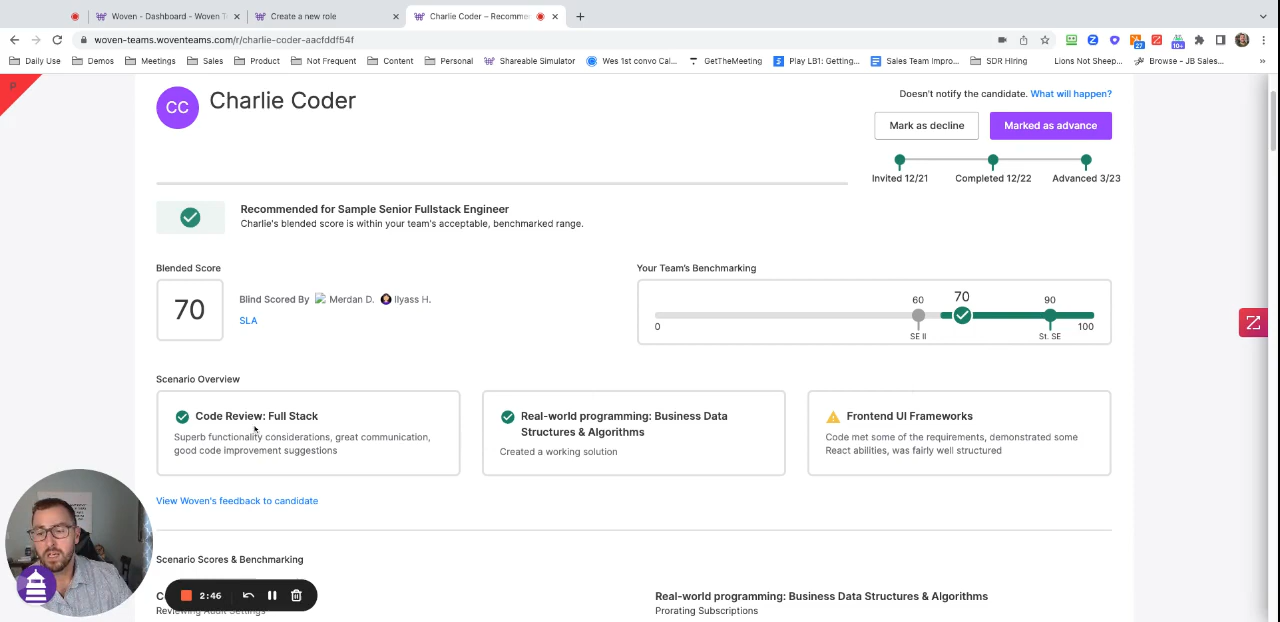 Woven - Dashboard - Woven T
Create a new role
Charlie Coder – Recomme
woven-teams.woventeams.com/r/charlie-coder-aacfddf54f
27
10+
Daily Use
Demos
Meetings
Sales
Product
Not Frequent
Content
Personal
Shareable Simulator
Wes 1st convo Cal...
GetTheMeeting
Play LB1: Getting...
Sales Team Impro...
SDR HIring
Lions Not Sheep...
Browse – JB Sales...
P
CC
Charlie Coder
Doesn't notify the candidate. What will happen?
Mark as decline
Marked as advance
Invited 12/21
Completed 12/22
Advanced 3/23
Recommended for Sample Senior Fullstack Engineer
Charlie's blended score is within your team's acceptable, benchmarked range.
Blended Score
70
Blind Scored By Merdan D. Ilyass H.
SLA
Your Team's Benchmarking
60
70
90
0
100
SE II
St. SE
Scenario Overview
Code Review: Full Stack
Superb functionality considerations, great communication,
good code improvement suggestions
Real-world programming: Business Data
Structures & Algorithms
Created a working solution
Frontend UI Frameworks
Code met some of the requirements, demonstrated some
React abilities, was fairly well structured
View Woven's feedback to candidate
Scenario Scores & Benchmarking
Real-world programming: Business Data Structures & Algorithms
Prorating Subscriptions
2:46